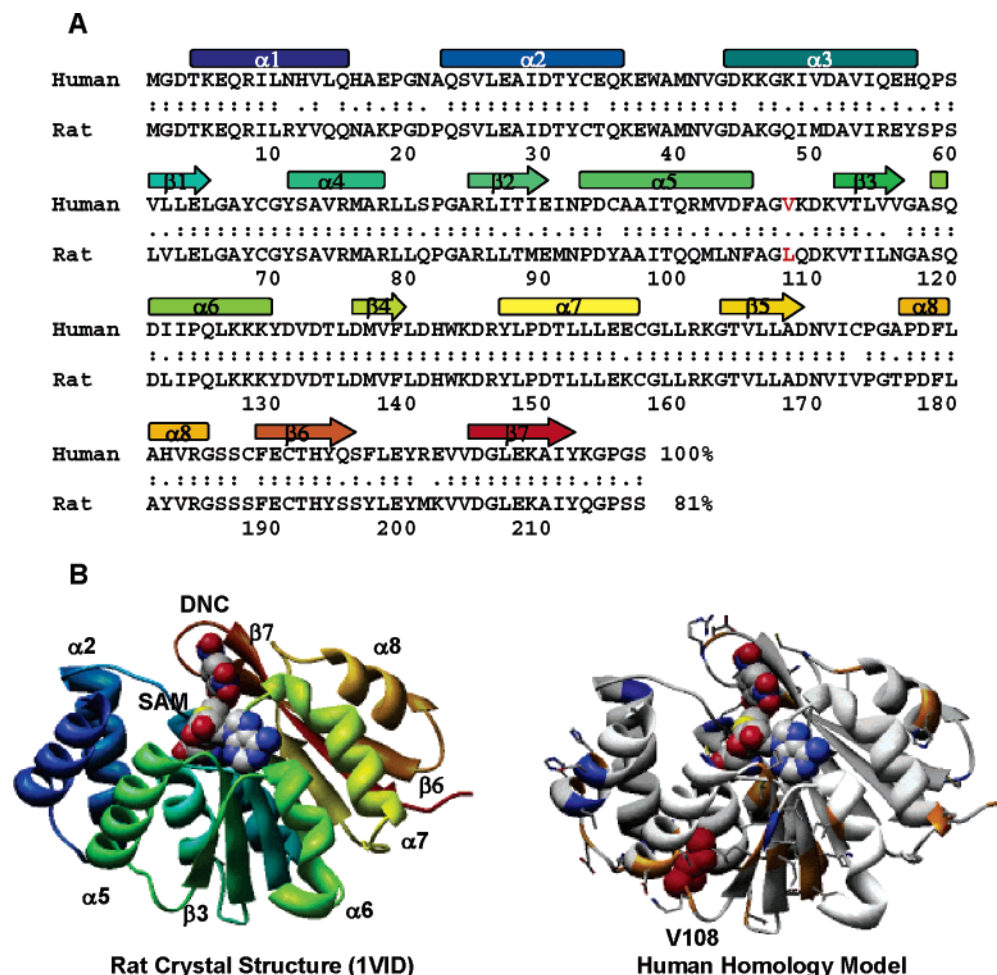 A
α1 α2 α3
Human MGDTKEQRILNHVLQHAEPGNAQSVLEAIDTYCEQKEWAMNVGDKKGKIVDAVIQEHQPS
Rat MGDTKEQRILRYVQQNAKPGDPQSVLEAIDTYCTQKEWAMNVGDAKGQIMDAVIREYSPS
10 20 30 40 50 60
β1 α4 β2 α5 β3
Human VLLELGAYCGYSAVRMARLLSPGARLITIEINPDCAAITQRMVDFAGVKDKVTLVVGASQ
Rat LVLELGAYCGYSAVRMARLLQPGARLLTMEMNPDYAAITQQMLNFAGLQDKVTILNGASQ
70 80 90 100 110 120
α6 β4 α7 β5 α8
Human DIIPQLKKKYDVDTLDMVFLDHWKDRYLPDTLLLEECGLLRKGTVLLADNVICPGAPDFL
Rat DLIPQLKKKYDVDTLDMVFLDHWKDRYLPDTLLLEKCGLLRKGTVLLADNVIVPGTPDFL
130 140 150 160 170 180
α8 β6 β7
Human AHVRGSSCFECTHYQSFLEYREVVDGLEKAIYKGPGS 100%
Rat AYVRGSSSFECTHYSSYLEYMKVVDGLEKAIYQGPSS 81%
190 200 210
B
DNC
β7
α2
α8
SAM
β6
α7
α5
β3
α6
V108
Rat Crystal Structure (1VID)
Human Homology Model